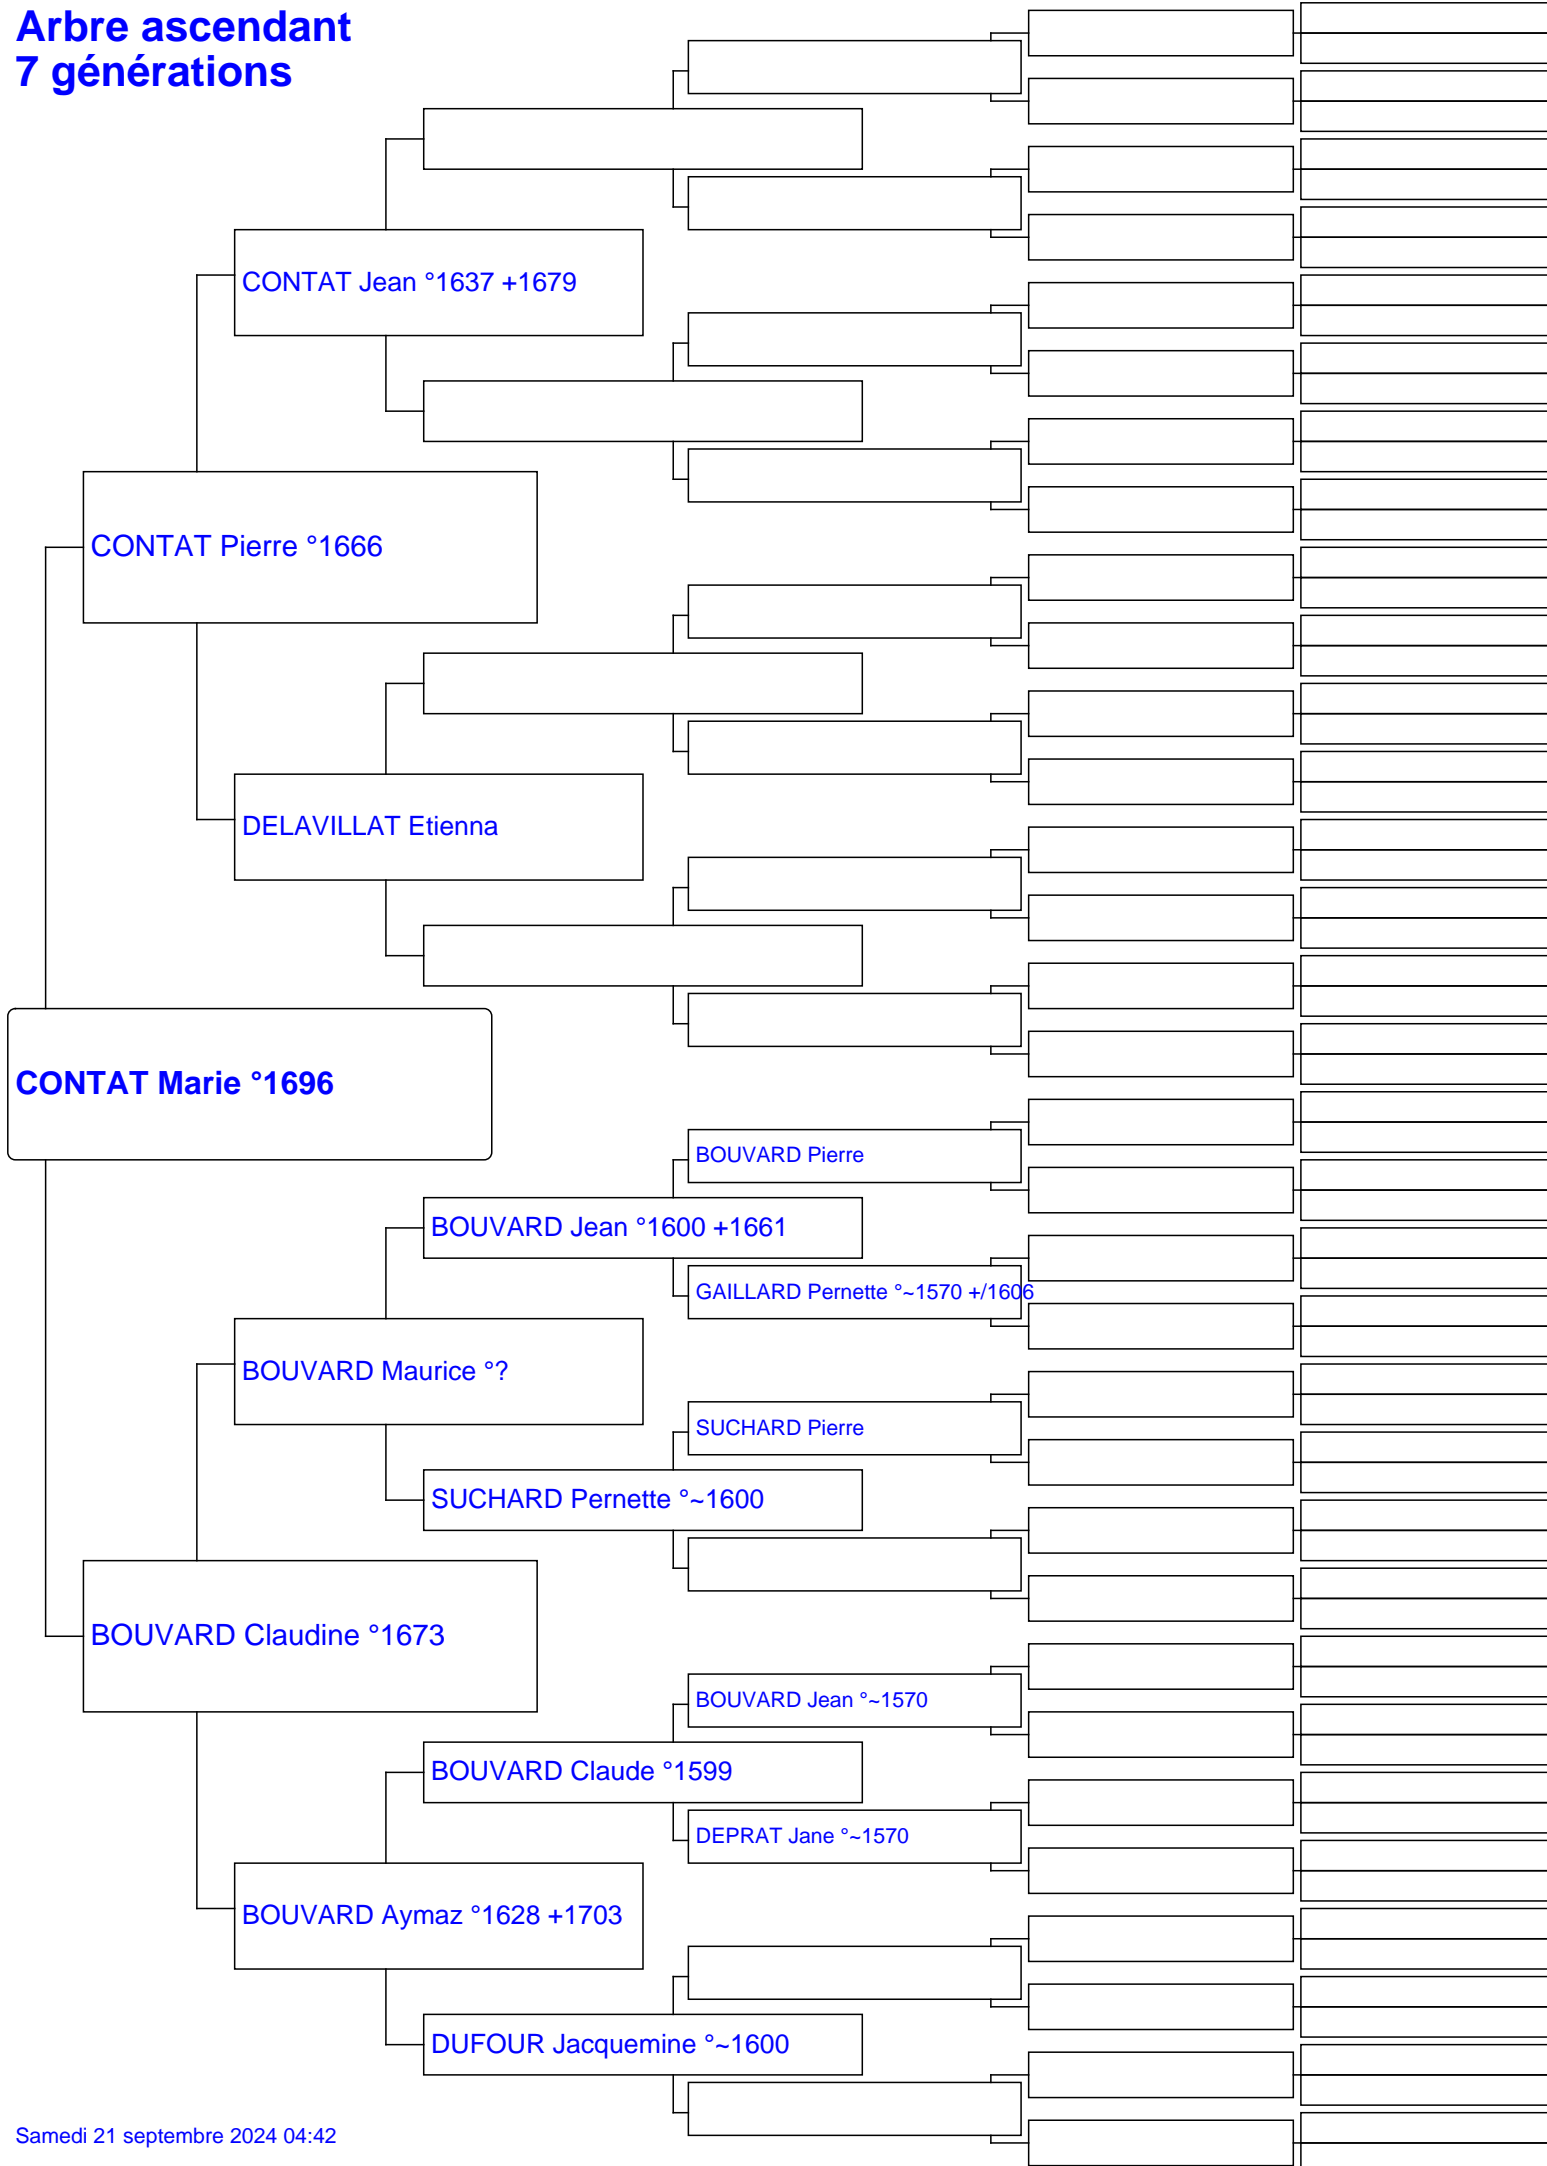 Arbre ascendant
7 générations
CONTAT Jean °1637 +1679
CONTAT Pierre °1666
DELAVILLAT Etienna
CONTAT Marie °1696
BOUVARD Pierre
BOUVARD Jean °1600 +1661
GAILLARD Pernette °~1570 +/1606
BOUVARD Maurice °?
SUCHARD Pierre
SUCHARD Pernette °~1600
BOUVARD Claudine °1673
BOUVARD Jean °~1570
BOUVARD Claude °1599
DEPRAT Jane °~1570
BOUVARD Aymaz °1628 +1703
DUFOUR Jacquemine °~1600
Samedi 21 septembre 2024 04:42